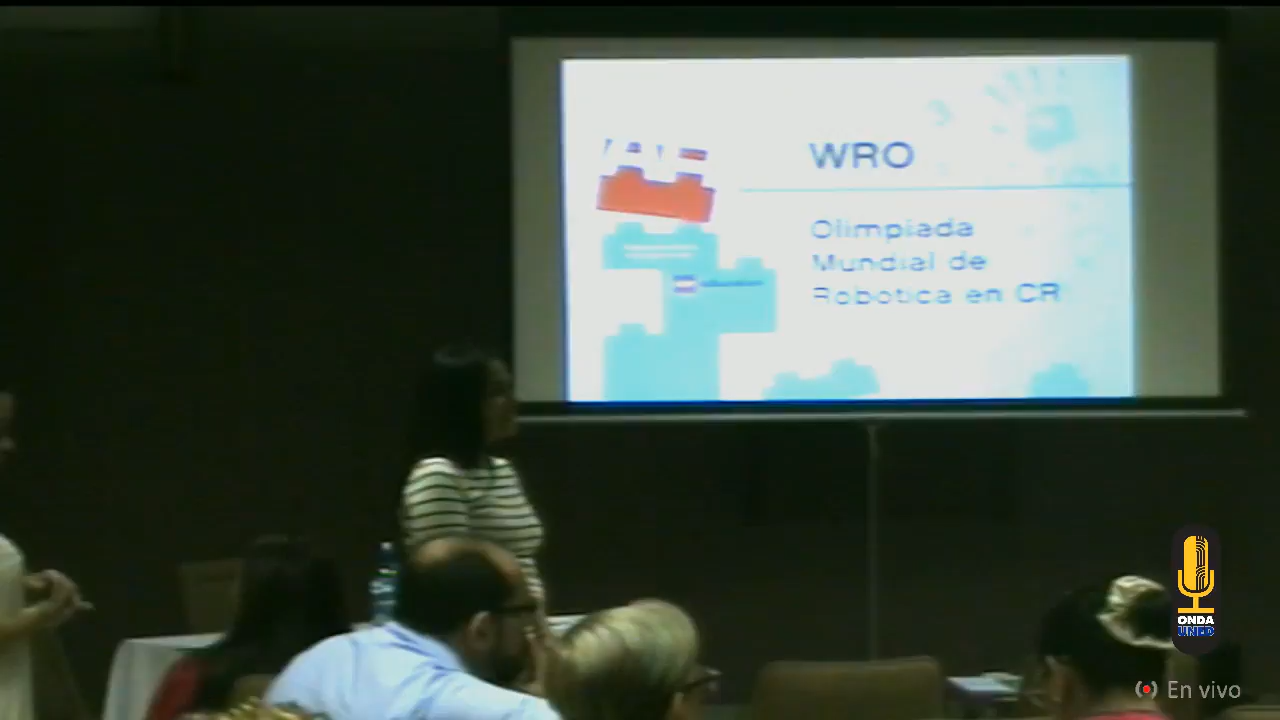 WRO
Olimpiada
Mundial de
Robotica en CR
ONDA
UNED
En vivo